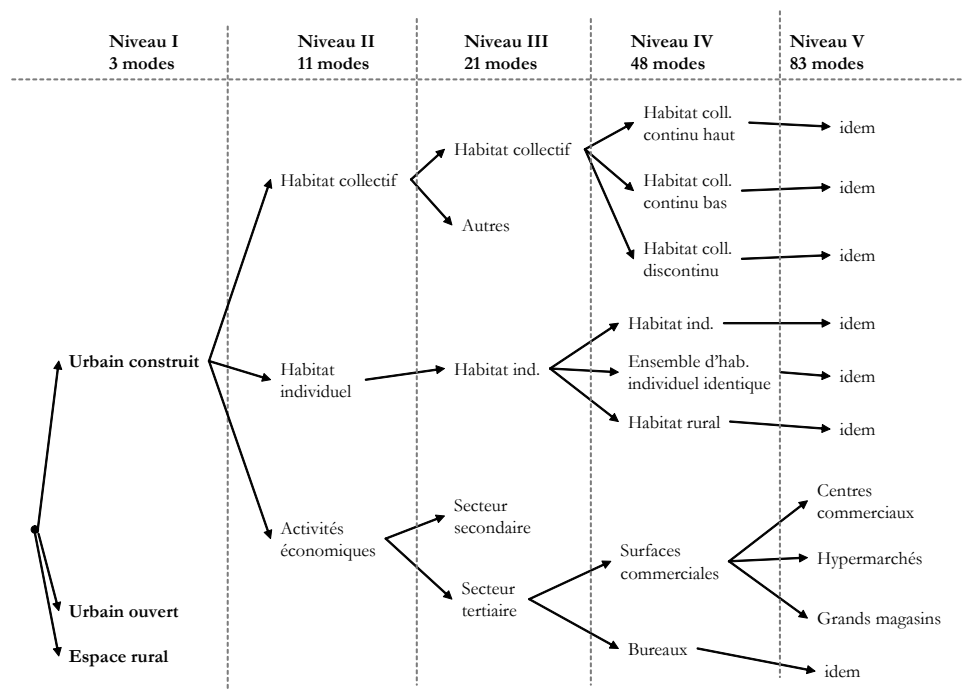 Niveau I
3 modes
Niveau II
11 modes
Niveau III
21 modes
Niveau IV
48 modes
Niveau V
83 modes
Urbain construit
Urbain ouvert
Espace rural
Habitat collectif
Habitat
individuel
Activités
économiques
Habitat collectif
Autres
Habitat ind.
Secteur
secondaire
Secteur
tertiaire
Habitat coll.
continu haut
Habitat coll.
continu bas
Habitat coll.
discontinu
Habitat ind.
Ensemble d'hab.
individuel identique
Habitat rural
Surfaces
commerciales
Bureaux
idem
idem
idem
idem
idem
idem
Centres
commerciaux
Hypermarchés
Grands magasins
idem